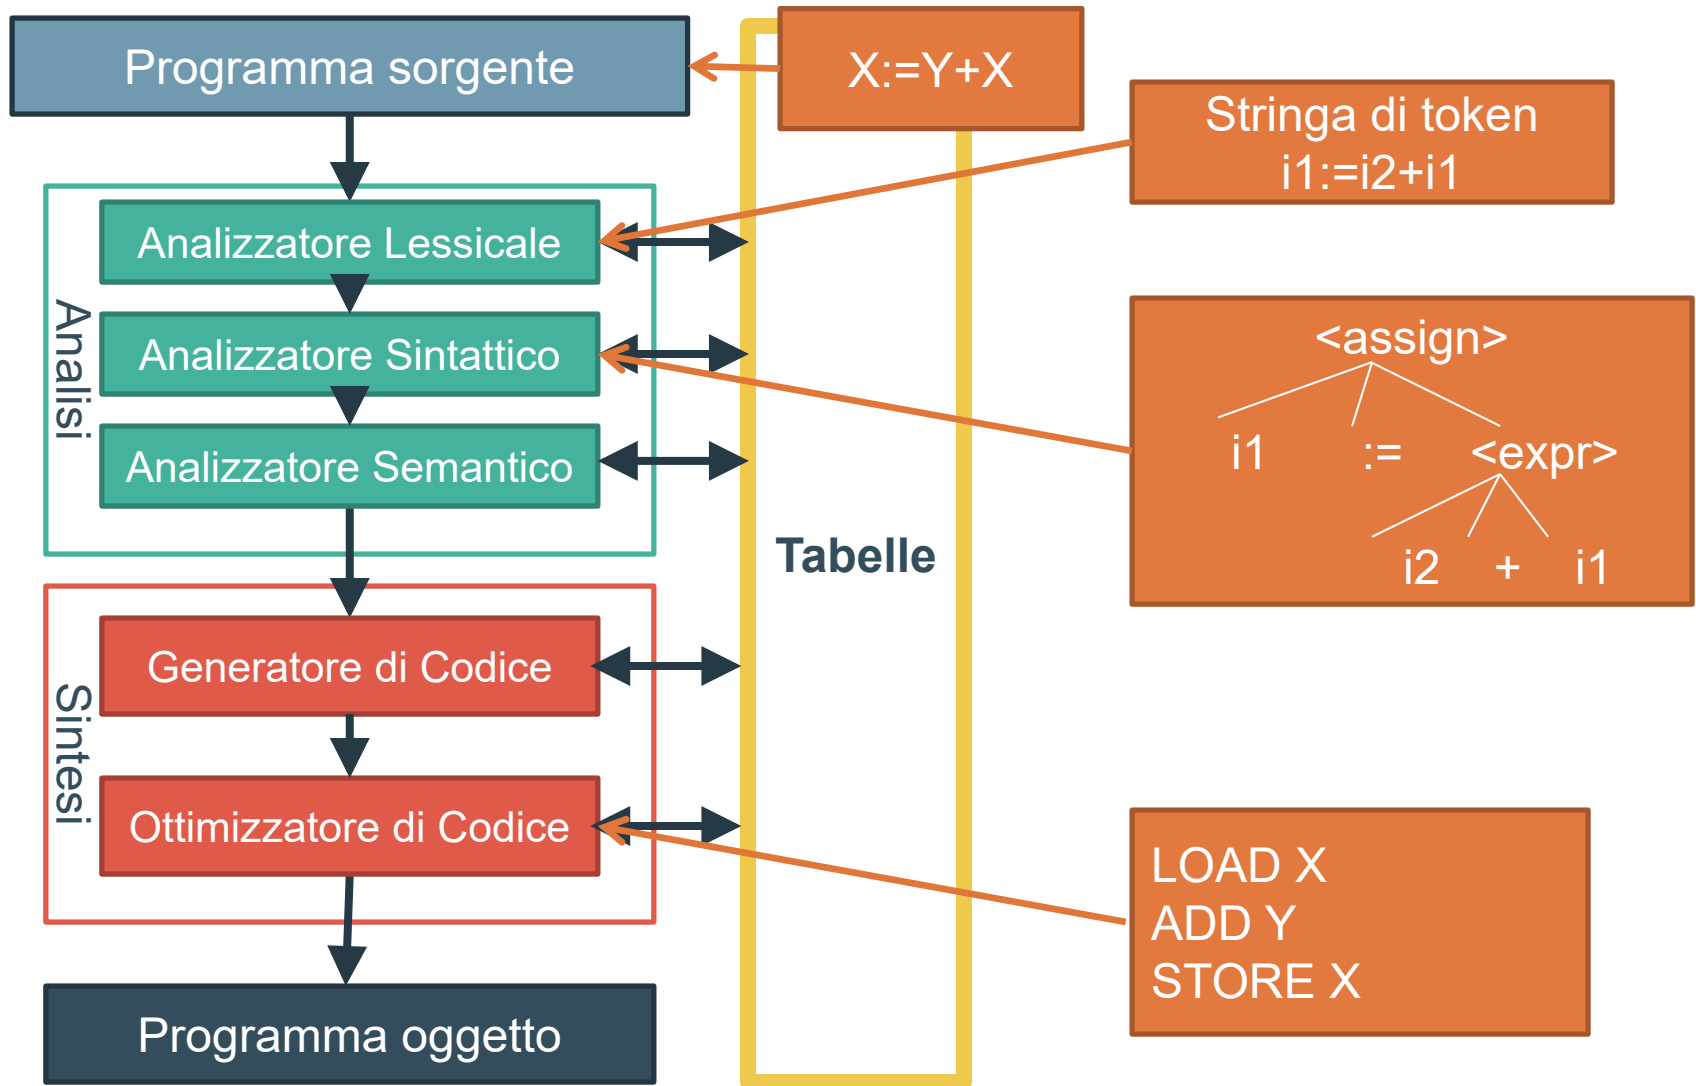 Programma sorgente
X:=Y+X
Stringa di token
i1:=i2+i1
Analisi
Analizzatore Lessicale
Analizzatore Sintattico
Analizzatore Semantico
<assign>
i1 := <expr>
i2 + i1
Tabelle
Sintesi
Generatore di Codice
Ottimizzatore di Codice
LOAD X
ADD Y
STORE X
Programma oggetto